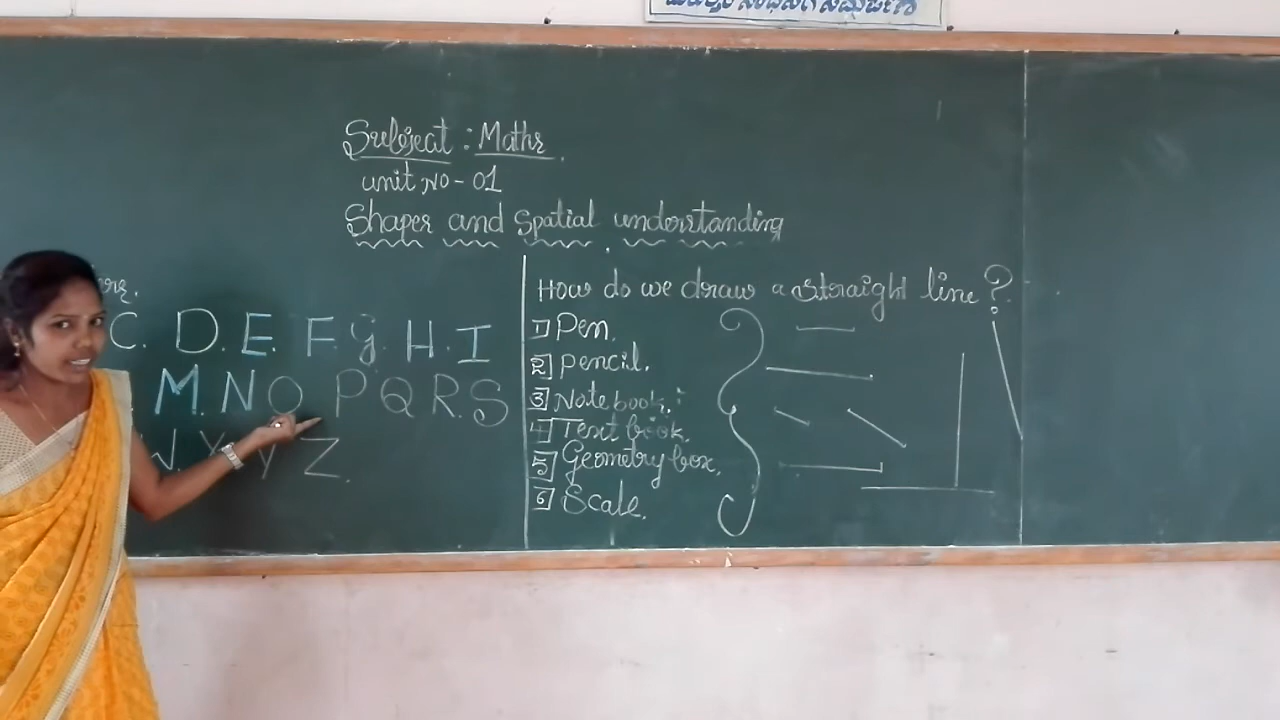 Subject : Maths.
unit No - 01
Shapes and Spatial understanding
C. D. E. F. G. H. I
M. N O P Q R. S
W. X Y Z.
How do we draw a straight line ?
1 Pen.
2 Pencil.
3 Note book.
4 Text book.
5 Geometry box.
6 Scale.